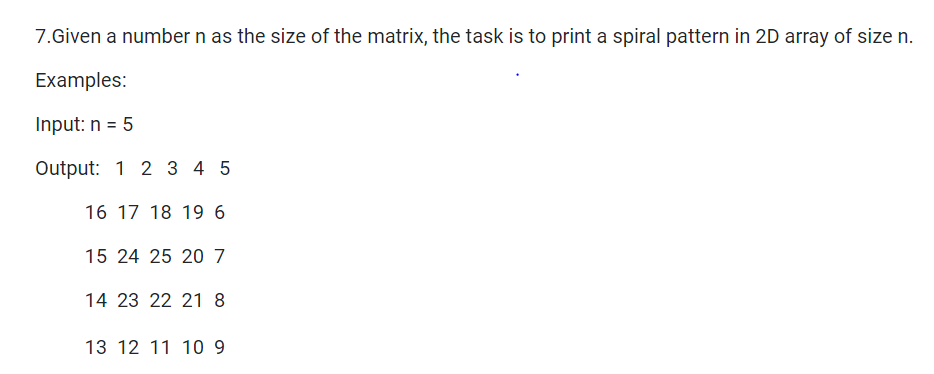 7.Given a number n as the size of the matrix, the task is to print a spiral pattern in 2D array of size n.
Examples:
Input: n = 5
Output: 1 2 3 4 5
16 17 18 19 6
15 24 25 20 7
14 23 22 21 8
13 12 11 10 9